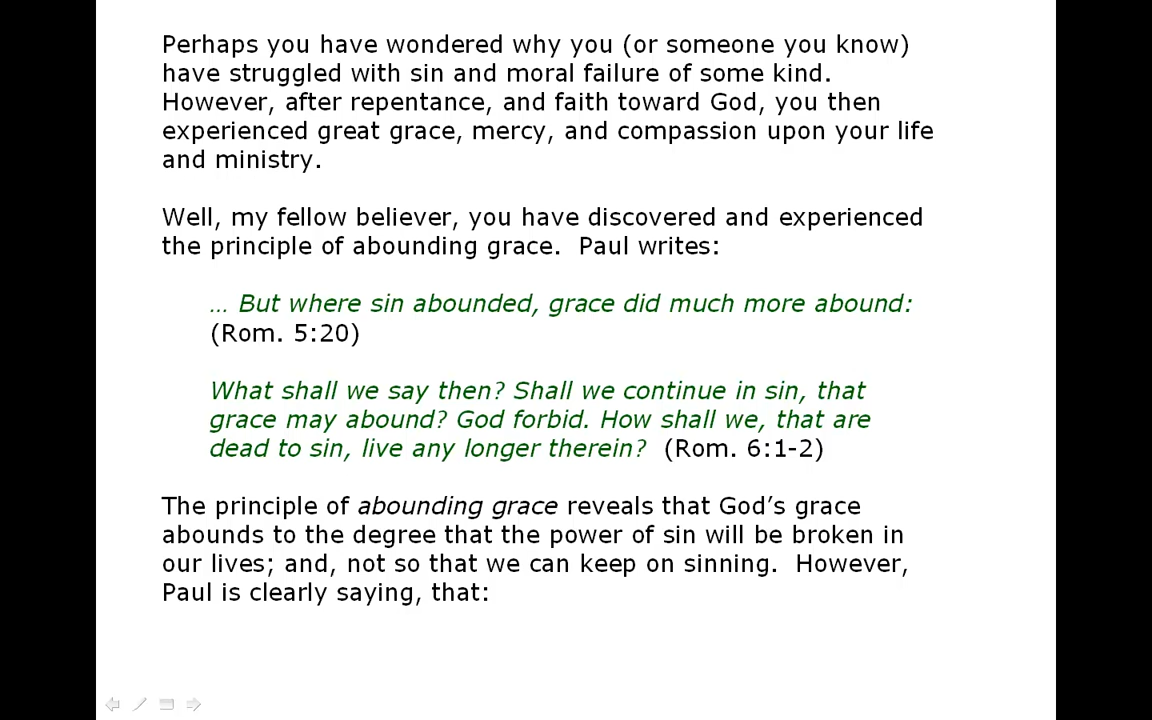 Perhaps you have wondered why you (or someone you know)
have struggled with sin and moral failure of some kind.
However, after repentance, and faith toward God, you then
experienced great grace, mercy, and compassion upon your life
and ministry.
Well, my fellow believer, you have discovered and experienced
the principle of abounding grace.  Paul writes:
… But where sin abounded, grace did much more abound:
(Rom. 5:20)
What shall we say then? Shall we continue in sin, that
grace may abound? God forbid. How shall we, that are
dead to sin, live any longer therein?  (Rom. 6:1-2)
The principle of abounding grace reveals that God’s grace
abounds to the degree that the power of sin will be broken in
our lives; and, not so that we can keep on sinning.  However,
Paul is clearly saying, that: